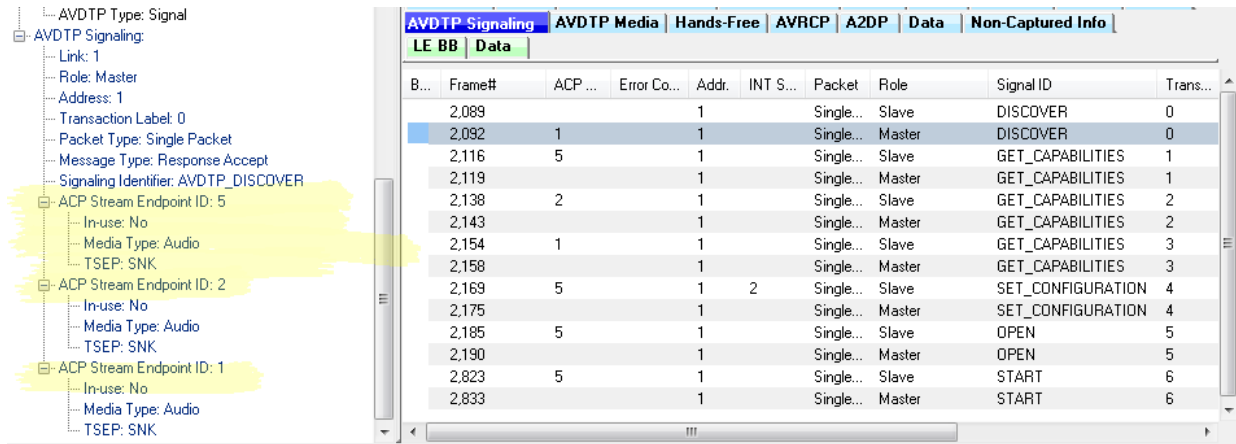 AVDTP Type: Signal
AVDTP Signaling:
Link: 1
Role: Master
Address: 1
Transaction Label: 0
Packet Type: Single Packet
Message Type: Response Accept
Signaling Identifier: AVDTP_DISCOVER
ACP Stream Endpoint ID: 5
In-use: No
Media Type: Audio
TSEP: SNK
ACP Stream Endpoint ID: 2
In-use: No
Media Type: Audio
TSEP: SNK
ACP Stream Endpoint ID: 1
In-use: No
Media Type: Audio
TSEP: SNK
AVDTP Signaling AVDTP Media Hands-Free AVRCP A2DP Data Non-Captured Info
LE BB Data
B... Frame# ACP ... Error Co... Addr. INT S... Packet Role Signal ID Trans...
2,089 1 Single... Slave DISCOVER 0
2,092 1 1 Single... Master DISCOVER 0
2,116 5 1 Single... Slave GET_CAPABILITIES 1
2,119 1 Single... Master GET_CAPABILITIES 1
2,138 2 1 Single... Slave GET_CAPABILITIES 2
2,143 1 Single... Master GET_CAPABILITIES 2
2,154 1 1 Single... Slave GET_CAPABILITIES 3
2,158 1 Single... Master GET_CAPABILITIES 3
2,169 5 1 2 Single... Slave SET_CONFIGURATION 4
2,175 1 Single... Master SET_CONFIGURATION 4
2,185 5 1 Single... Slave OPEN 5
2,190 1 Single... Master OPEN 5
2,823 5 1 Single... Slave START 6
2,833 1 Single... Master START 6